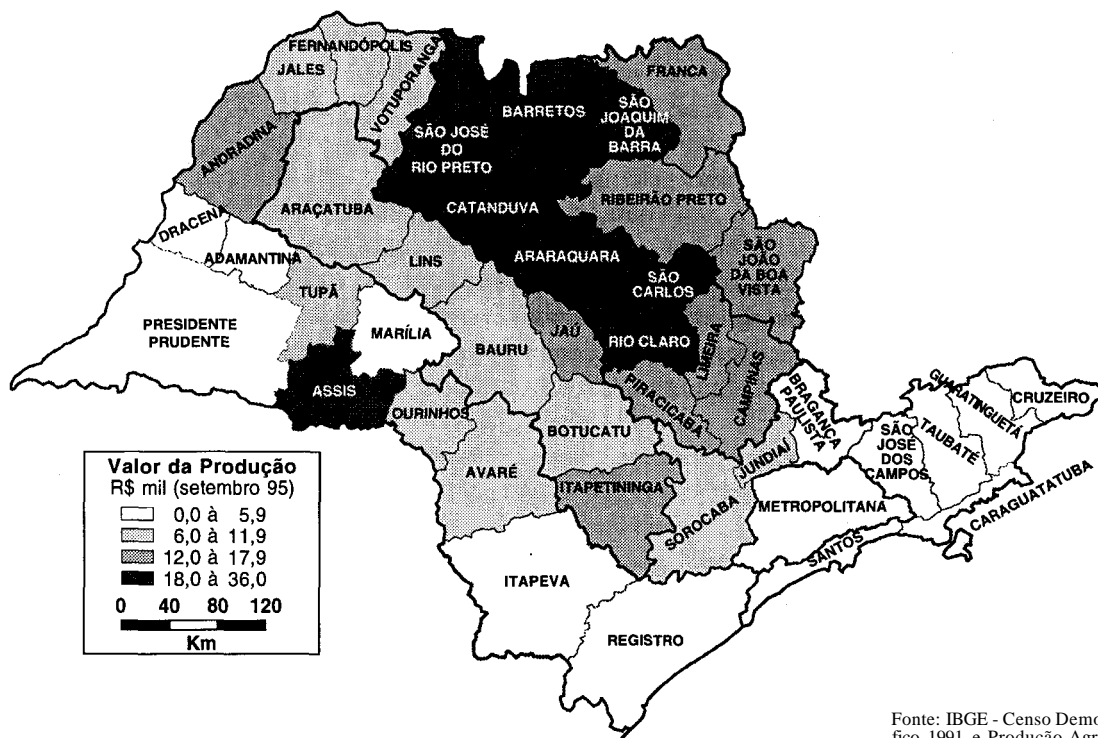 FERNANDÓPOLIS
JALES
VOTUPORANGA
FRANCA
BARRETOS
SÃO
JOAQUIM
DA
BARRA
SÃO JOSÉ
DO
RIO PRETO
ANDRADINA
RIBEIRÃO PRETO
CATANDUVA
ARAÇATUBA
DRACENA
ADAMANTINA
LINS
ARARAQUARA
SÃO
JOÃO
DA BOA
VISTA
SÃO
CARLOS
TUPÃ
PRESIDENTE
PRUDENTE
MARÍLIA
BAURU
JAÚ
RIO CLARO
LIMEIRA
CAMPINAS
PIRACICABA
ASSIS
OURINHOS
BOTUCATU
BRAGANÇA
PAULISTA
JUNDIAÍ
GUARATINGUETÁ
CRUZEIRO
TAUBATÉ
SÃO
JOSÉ
DOS
CAMPOS
CARAGUATATUBA
AVARÉ
ITAPETININGA
SOROCABA
METROPOLITANA
SANTOS
ITAPEVA
REGISTRO
Valor da Produção
R$ mil (setembro 95)
0,0 à 5,9
6,0 à 11,9
12,0 à 17,9
18,0 à 36,0
0 40 80 120
Km
Fonte: IBGE - Censo Demo
fico 1991 e Produção Agr